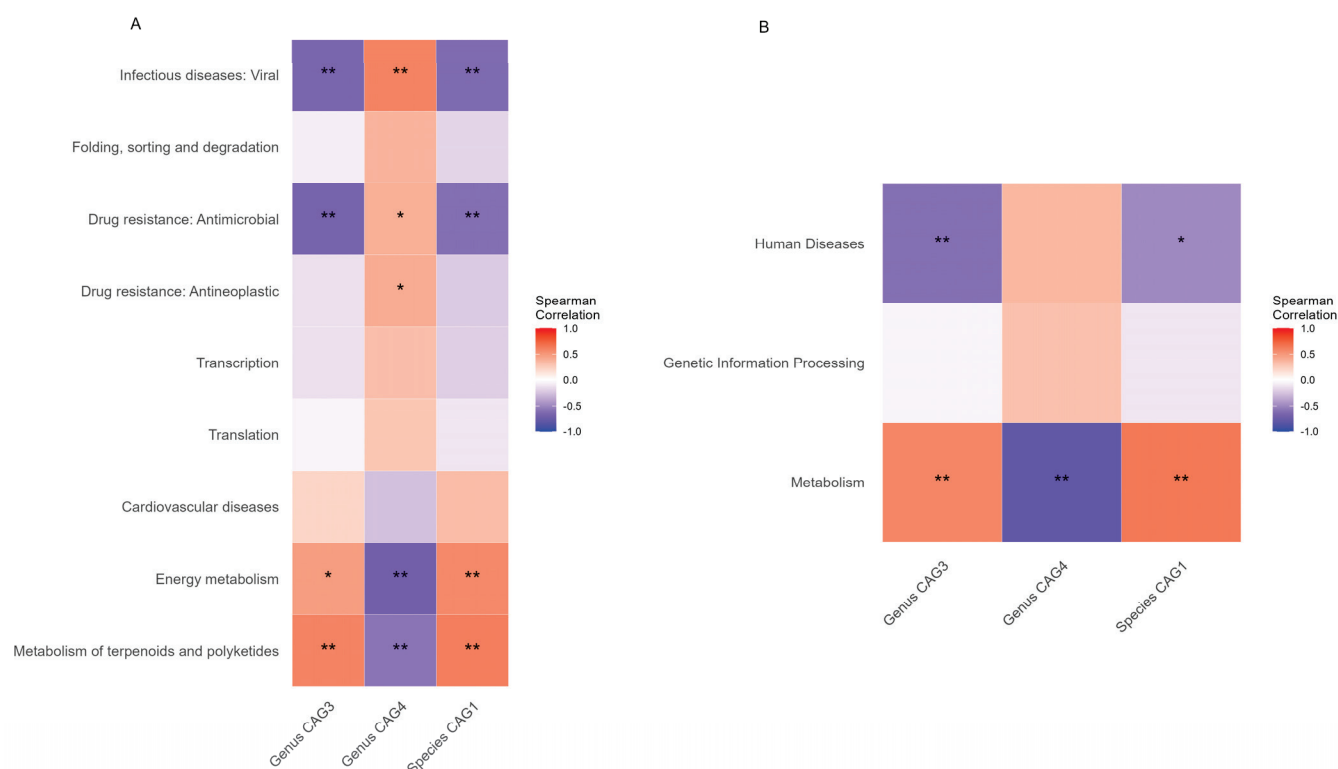 A
Infectious diseases: Viral
** ** **
Folding, sorting and degradation
Drug resistance: Antimicrobial
** * **
Drug resistance: Antineoplastic
*
Transcription
Translation
Cardiovascular diseases
Energy metabolism
* ** **
Metabolism of terpenoids and polyketides
** ** **
Genus CAG3
Genus CAG4
Species CAG1
Spearman
Correlation
1.0
0.5
0.0
-0.5
-1.0
B
Human Diseases
** *
Genetic Information Processing
Metabolism
** ** **
Genus CAG3
Genus CAG4
Species CAG1
Spearman
Correlation
1.0
0.5
0.0
-0.5
-1.0